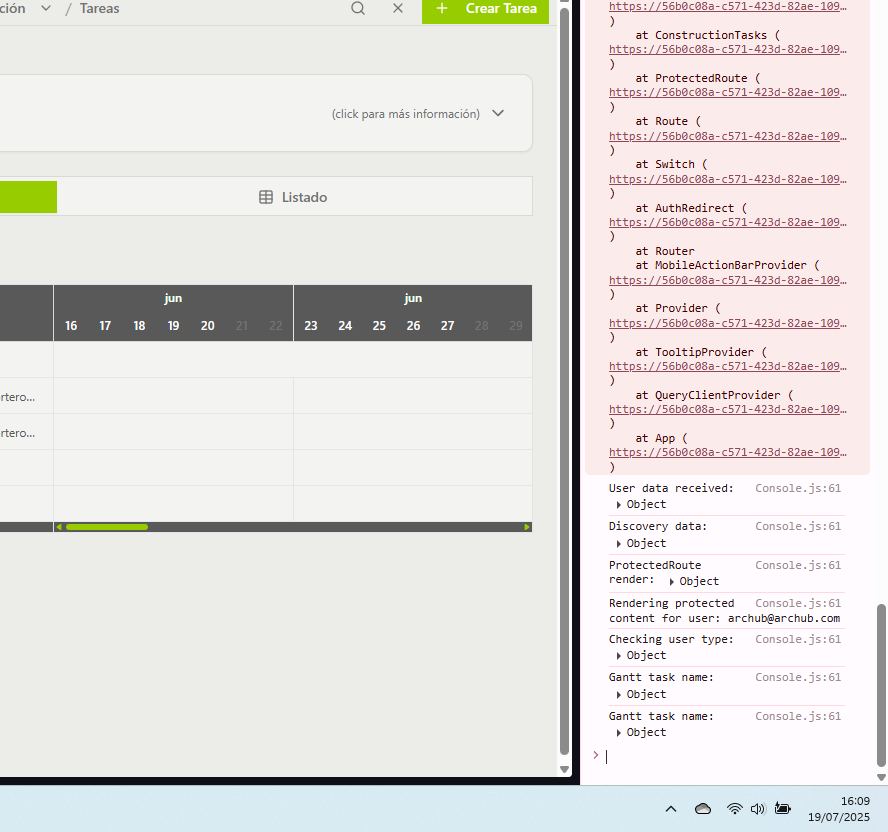 ción / Tareas
+ Crear Tarea
(click para más información)
Listado
jun jun
16 17 18 19 20 21 22 23 24 25 26 27 28 29
rtero...
rtero...
https://56b0c08a-c571-423d-82ae-109…
)
at ConstructionTasks (
https://56b0c08a-c571-423d-82ae-109…
)
at ProtectedRoute (
https://56b0c08a-c571-423d-82ae-109…
)
at Route (
https://56b0c08a-c571-423d-82ae-109…
)
at Switch (
https://56b0c08a-c571-423d-82ae-109…
)
at AuthRedirect (
https://56b0c08a-c571-423d-82ae-109…
)
at Router
at MobileActionBarProvider (
https://56b0c08a-c571-423d-82ae-109…
)
at Provider (
https://56b0c08a-c571-423d-82ae-109…
)
at TooltipProvider (
https://56b0c08a-c571-423d-82ae-109…
)
at QueryClientProvider (
https://56b0c08a-c571-423d-82ae-109…
)
at App (
https://56b0c08a-c571-423d-82ae-109…
)
User data received: Console.js:61
Object
Discovery data: Console.js:61
Object
ProtectedRoute Console.js:61
render: Object
Rendering protected Console.js:61
content for user: archub@archub.com
Checking user type: Console.js:61
Object
Gantt task name: Console.js:61
Object
Gantt task name: Console.js:61
Object
16:09
19/07/2025